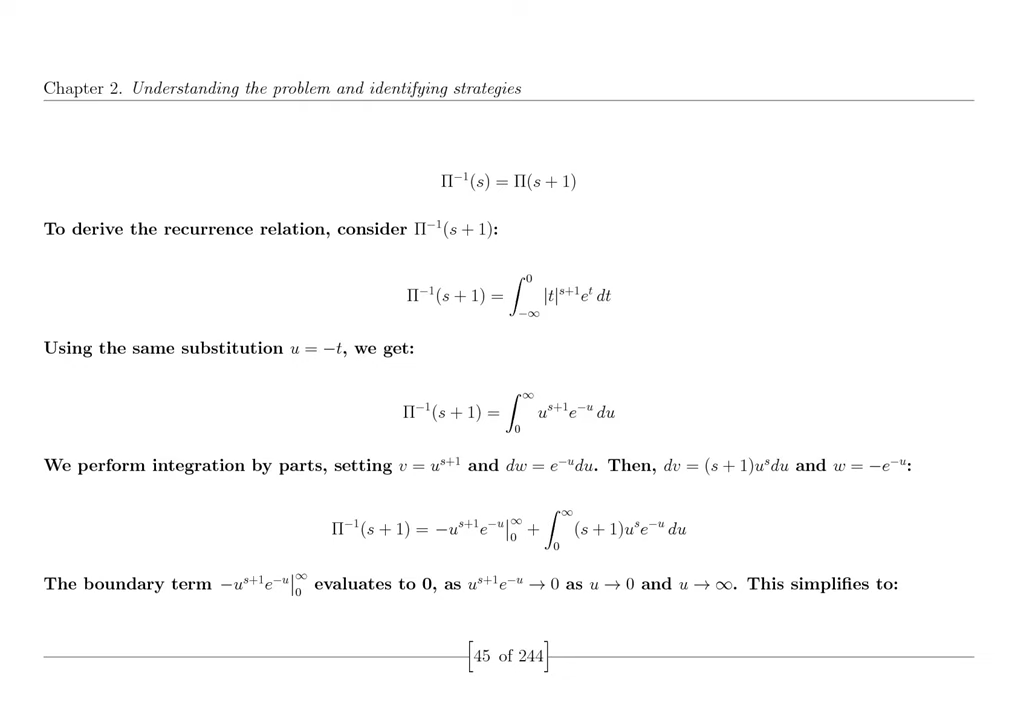 Chapter 2. Understanding the problem and identifying strategies
Π⁻¹(s) = Π(s + 1)
To derive the recurrence relation, consider Π⁻¹(s + 1):
Π⁻¹(s + 1) = ∫_{−∞}^{0} |t|^{s+1} e^{t} dt
Using the same substitution u = −t, we get:
Π⁻¹(s + 1) = ∫_{0}^{∞} u^{s+1} e^{−u} du
We perform integration by parts, setting v = u^{s+1} and dw = e^{−u}du. Then, dv = (s + 1)u^{s}du and w = −e^{−u}:
Π⁻¹(s + 1) = −u^{s+1}e^{−u}|_{0}^{∞} + ∫_{0}^{∞} (s + 1)u^{s}e^{−u} du
The boundary term −u^{s+1}e^{−u}|_{0}^{∞} evaluates to 0, as u^{s+1}e^{−u} → 0 as u → 0 and u → ∞. This simplifies to:
[45 of 244]